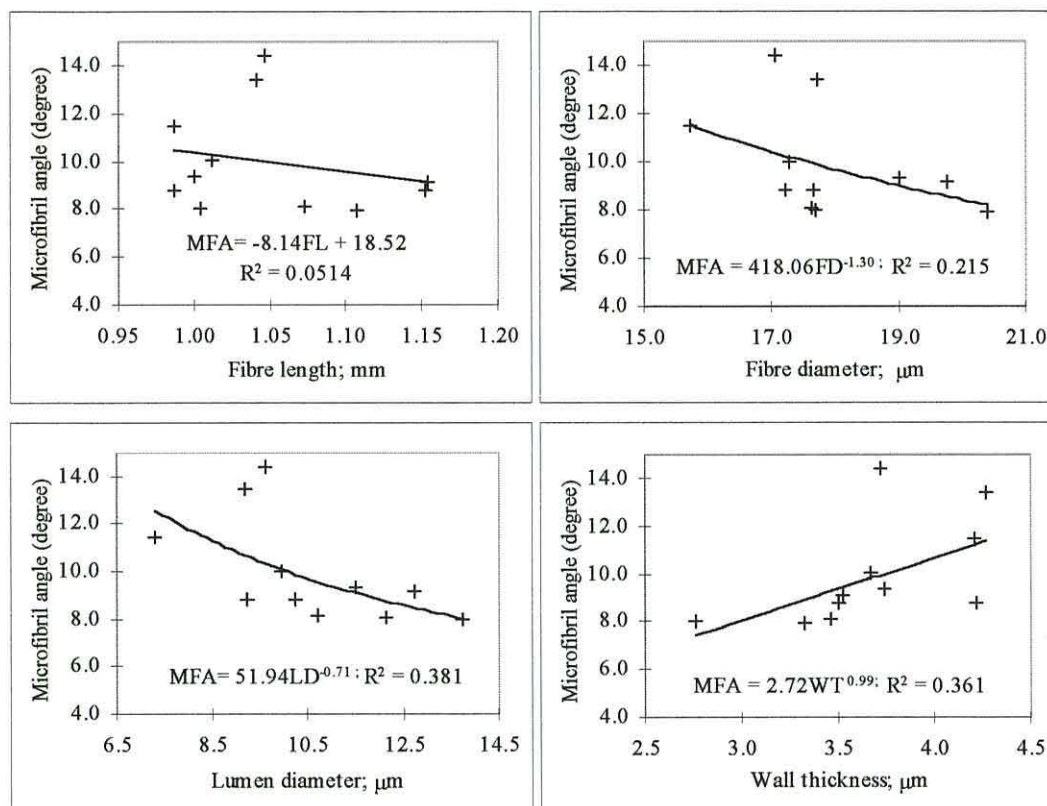 Microfibril angle (degree)
14.0
12.0
10.0
8.0
6.0
4.0
MFA= -8.14FL + 18.52
R² = 0.0514
0.95 1.00 1.05 1.10 1.15 1.20
Fibre length; mm
Microfibril angle (degree)
14.0
12.0
10.0
8.0
6.0
4.0
MFA = 418.06FD^-1.30; R² = 0.215
15.0 17.0 19.0 21.0
Fibre diameter; μm
Microfibril angle (degree)
14.0
12.0
10.0
8.0
6.0
4.0
MFA= 51.94LD^-0.71; R² = 0.381
6.5 8.5 10.5 12.5 14.5
Lumen diameter; μm
Microfibril angle (degree)
14.0
12.0
10.0
8.0
6.0
4.0
MFA = 2.72WT^0.99; R² = 0.361
2.5 3.0 3.5 4.0 4.5
Wall thickness; μm